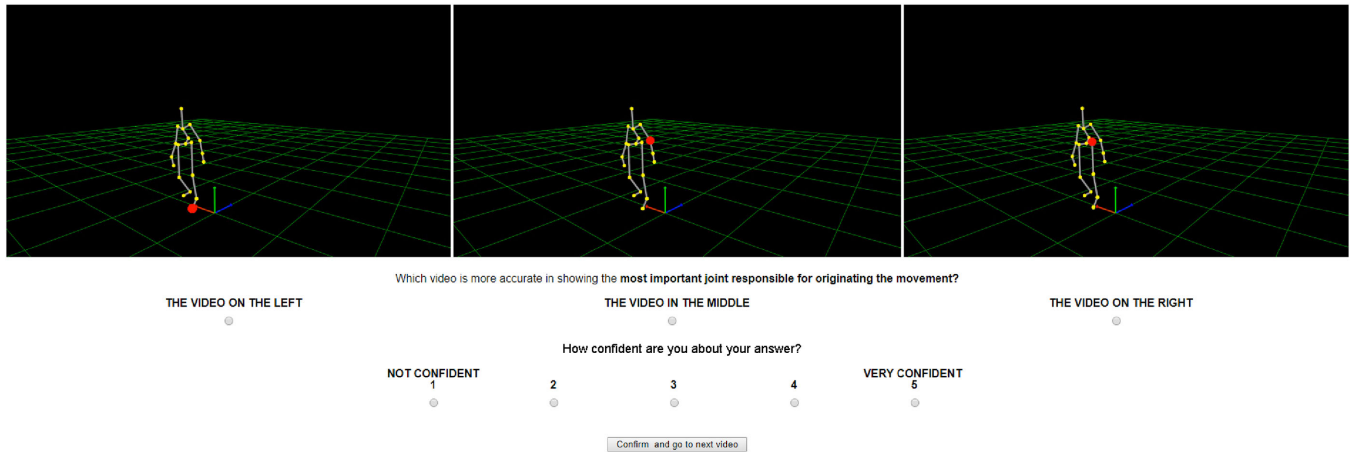 Which video is more accurate in showing the most important joint responsible for originating the movement?
THE VIDEO ON THE LEFT THE VIDEO IN THE MIDDLE THE VIDEO ON THE RIGHT
How confident are you about your answer?
NOT CONFIDENT VERY CONFIDENT
1 2 3 4 5
Confirm and go to next video